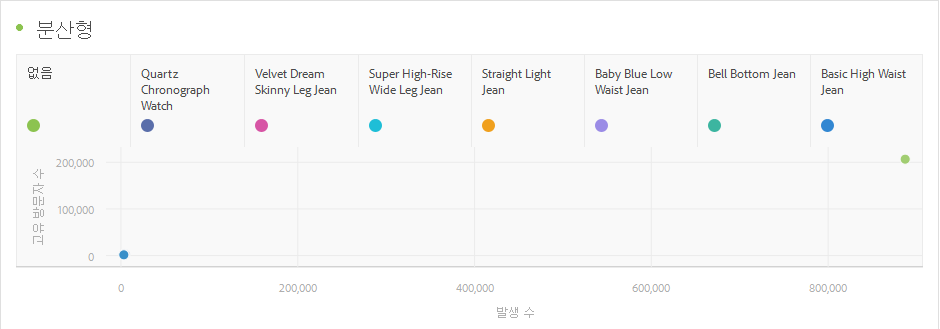 분산형
없음
Quartz
Chronograph
Watch
Velvet Dream
Skinny Leg Jean
Super High-Rise
Wide Leg Jean
Straight Light
Jean
Baby Blue Low
Waist Jean
Bell Bottom Jean
Basic High Waist
Jean
고유 방문자 수
200,000
100,000
0
0
200,000
400,000
600,000
800,000
발생 수